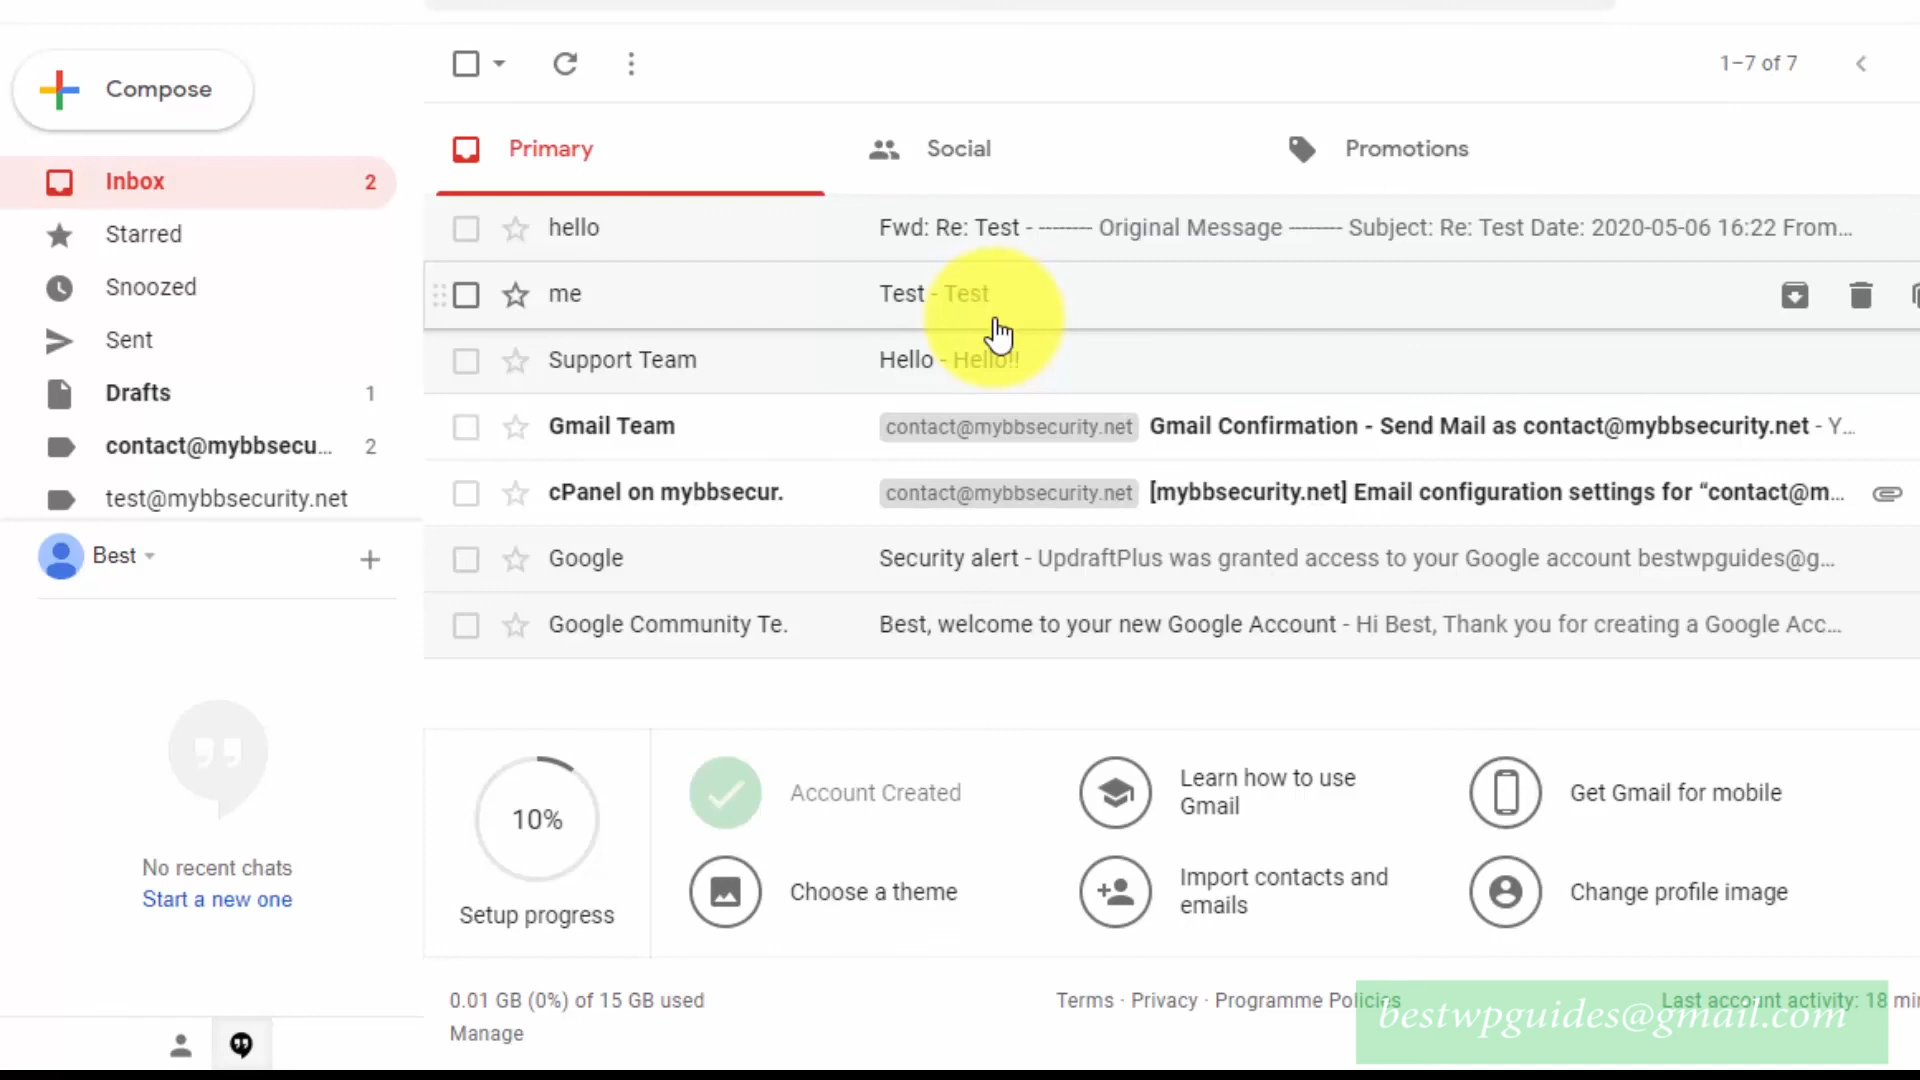 Compose
1–7 of 7
Primary
Social
Promotions
Inbox 2
Starred
Snoozed
Sent
Drafts 1
contact@mybbsecu... 2
test@mybbsecurity.net
Best
hello Fwd: Re: Test - -------- Original Message -------- Subject: Re: Test Date: 2020-05-06 16:22 From...
me Test - Test
Support Team Hello - Hello!!
Gmail Team contact@mybbsecurity.net Gmail Confirmation - Send Mail as contact@mybbsecurity.net - Y...
cPanel on mybbsecur. contact@mybbsecurity.net [mybbsecurity.net] Email configuration settings for “contact@m...
Google Security alert - UpdraftPlus was granted access to your Google account bestwpguides@g...
Google Community Te. Best, welcome to your new Google Account - Hi Best, Thank you for creating a Google Acc...
No recent chats
Start a new one
10%
Setup progress
Account Created
Learn how to use
Gmail
Get Gmail for mobile
Choose a theme
Import contacts and
emails
Change profile image
0.01 GB (0%) of 15 GB used
Manage
Terms · Privacy · Programme Policies
Last account activity: 18 min
bestwpguides@gmail.com